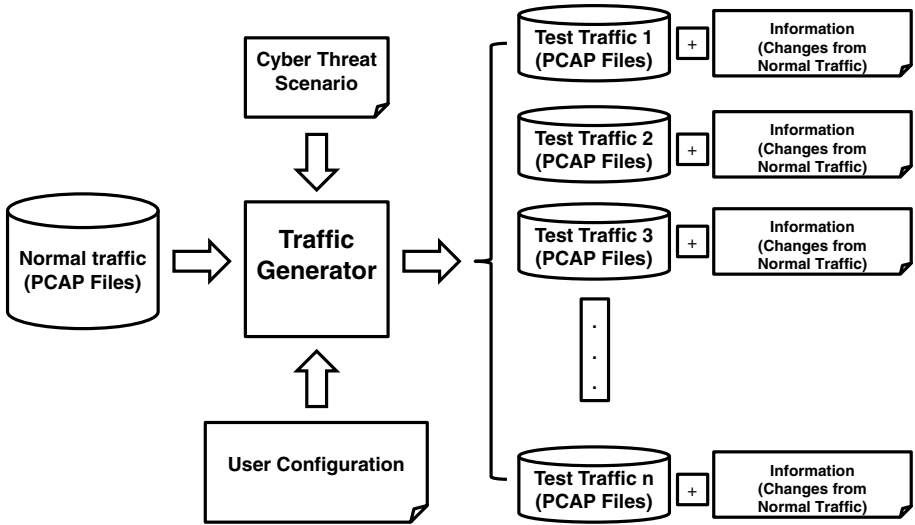 Cyber Threat
Scenario
Normal traffic
(PCAP Files)
Traffic
Generator
User Configuration
Test Traffic 1
(PCAP Files)
+
Information
(Changes from
Normal Traffic)
Test Traffic 2
(PCAP Files)
+
Information
(Changes from
Normal Traffic)
Test Traffic 3
(PCAP Files)
+
Information
(Changes from
Normal Traffic)
.
.
.
Test Traffic n
(PCAP Files)
+
Information
(Changes from
Normal Traffic)